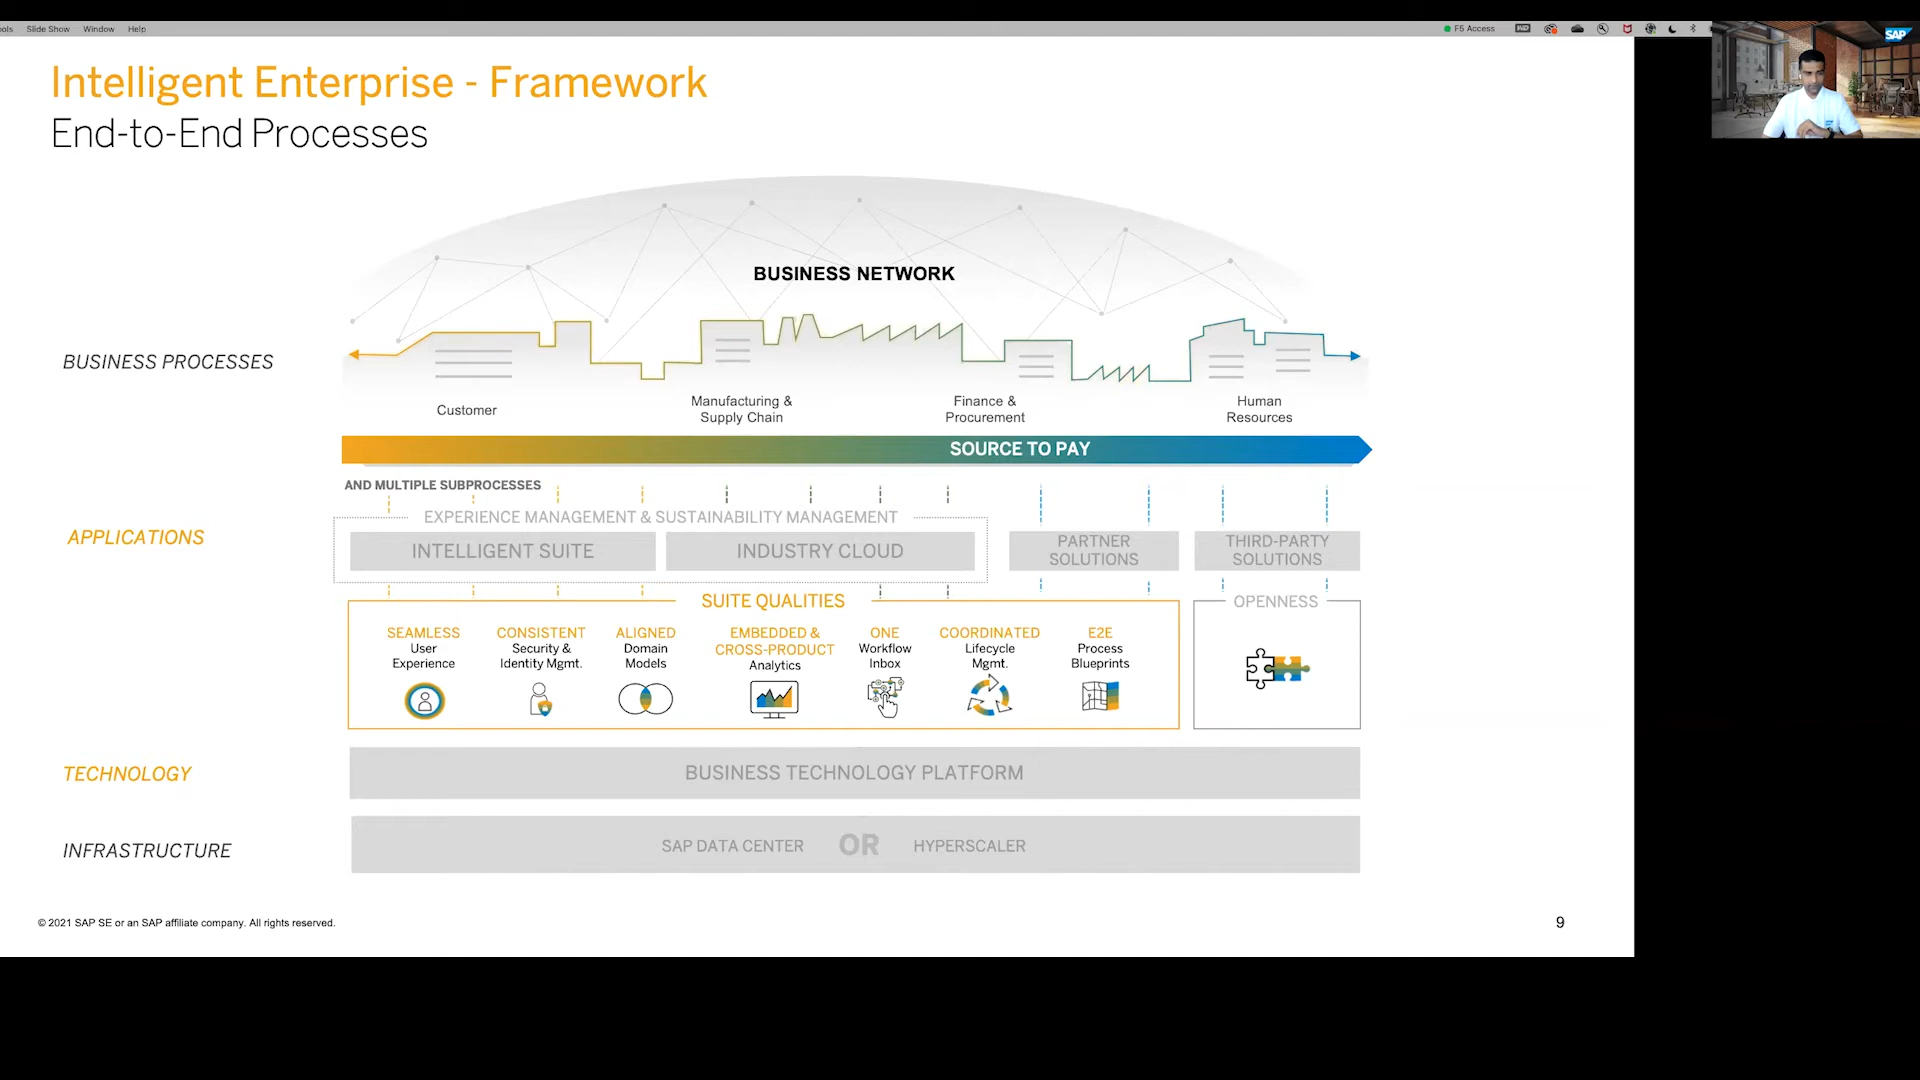 ools Slide Show Window Help
F5 Access
SAP
Intelligent Enterprise - Framework
End-to-End Processes
BUSINESS NETWORK
BUSINESS PROCESSES
Customer
Manufacturing &
Supply Chain
Finance &
Procurement
Human
Resources
SOURCE TO PAY
AND MULTIPLE SUBPROCESSES
APPLICATIONS
EXPERIENCE MANAGEMENT & SUSTAINABILITY MANAGEMENT
INTELLIGENT SUITE
INDUSTRY CLOUD
PARTNER
SOLUTIONS
THIRD-PARTY
SOLUTIONS
SUITE QUALITIES
SEAMLESS
User
Experience
CONSISTENT
Security &
Identity Mgmt.
ALIGNED
Domain
Models
EMBEDDED &
CROSS-PRODUCT
Analytics
ONE
Workflow
Inbox
COORDINATED
Lifecycle
Mgmt.
E2E
Process
Blueprints
OPENNESS
TECHNOLOGY
BUSINESS TECHNOLOGY PLATFORM
INFRASTRUCTURE
SAP DATA CENTER OR HYPERSCALER
© 2021 SAP SE or an SAP affiliate company. All rights reserved.
9